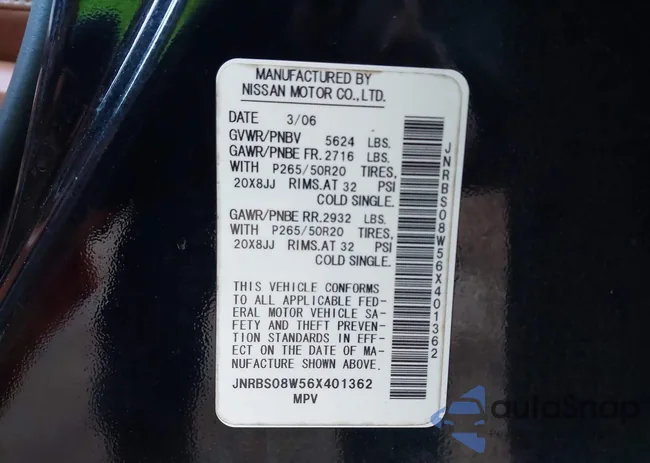 MANUFACTURED BY
NISSAN MOTOR CO., LTD.
DATE 3/06
GVWR/PNBV 5624 LBS.
GAWR/PNBE FR. 2716 LBS.
WITH P265/50R20 TIRES,
20X8JJ RIMS. AT 32 PSI
COLD SINGLE.
GAWR/PNBE RR. 2932 LBS.
WITH P265/50R20 TIRES,
20X8JJ RIMS. AT 32 PSI
COLD SINGLE.
THIS VEHICLE CONFORMS
TO ALL APPLICABLE FED-
ERAL MOTOR VEHICLE SA-
FETY AND THEFT PREVEN-
TION STANDARDS IN EFF-
ECT ON THE DATE OF MA-
NUFACTURE SHOWN ABOVE.
JNRBS08W56X401362
MPV
JNRBS08W56X401362
autoSnap